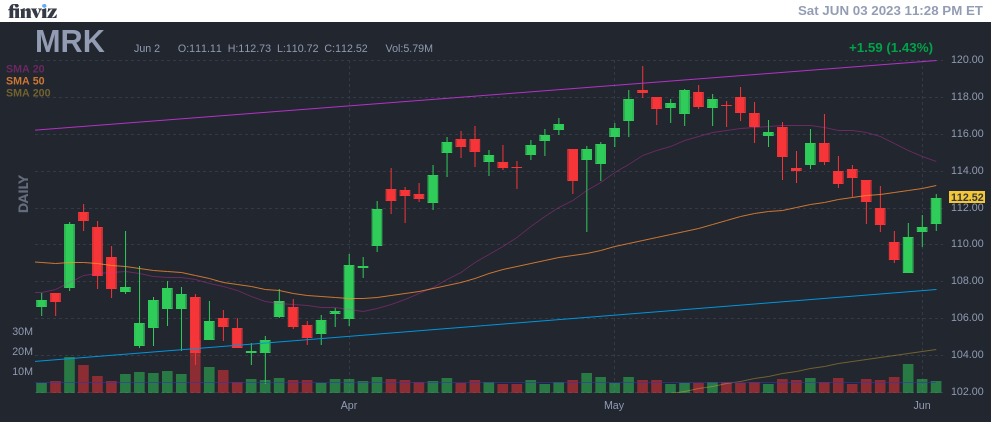 finviz
Sat JUN 03 2023 11:28 PM ET
MRK Jun 2 O:111.11 H:112.73 L:110.72 C:112.52 Vol:5.79M +1.59 (1.43%)
SMA 20
SMA 50
SMA 200
DAILY
120.00
118.00
116.00
114.00
112.52
112.00
110.00
108.00
106.00
104.00
102.00
30M
20M
10M
Apr May Jun